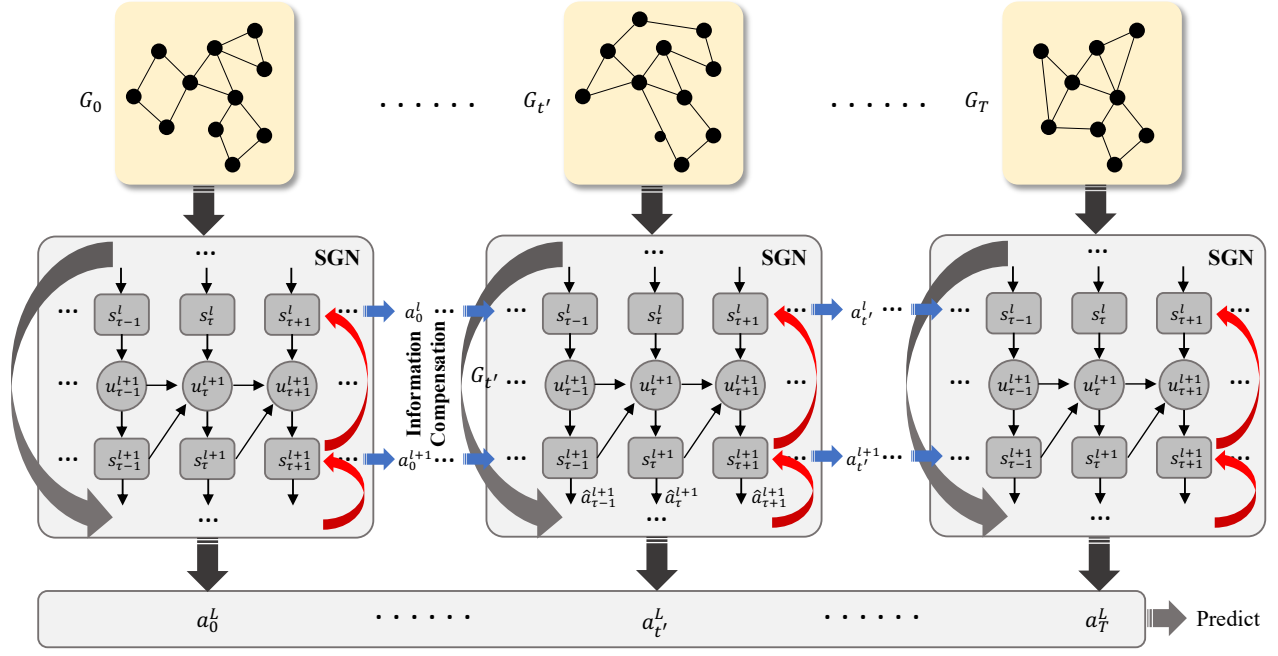 G_0 · · · · · · G_{t'} · · · · · · G_T
SGN SGN SGN
... ... ...
... s^l_{τ-1} s^l_τ s^l_{τ+1} ... a^l_0 ... ... s^l_{τ-1} s^l_τ s^l_{τ+1} ... a^l_{t'} ... ... s^l_{τ-1} s^l_τ s^l_{τ+1} ...
Information
Compensation
G_{t'}
... u^{l+1}_{τ-1} u^{l+1}_τ u^{l+1}_{τ+1} ... ... u^{l+1}_{τ-1} u^{l+1}_τ u^{l+1}_{τ+1} ... ... u^{l+1}_{τ-1} u^{l+1}_τ u^{l+1}_{τ+1} ...
... s^{l+1}_{τ-1} s^{l+1}_τ s^{l+1}_{τ+1} ... a^{l+1}_0 ... ... s^{l+1}_{τ-1} s^{l+1}_τ s^{l+1}_{τ+1} ... a^{l+1}_{t'} ... ... s^{l+1}_{τ-1} s^{l+1}_τ s^{l+1}_{τ+1} ...
â^{l+1}_{τ-1} â^{l+1}_τ â^{l+1}_{τ+1}
... ... ...
a^L_0 · · · · · · a^L_{t'} · · · · · · a^L_T Predict